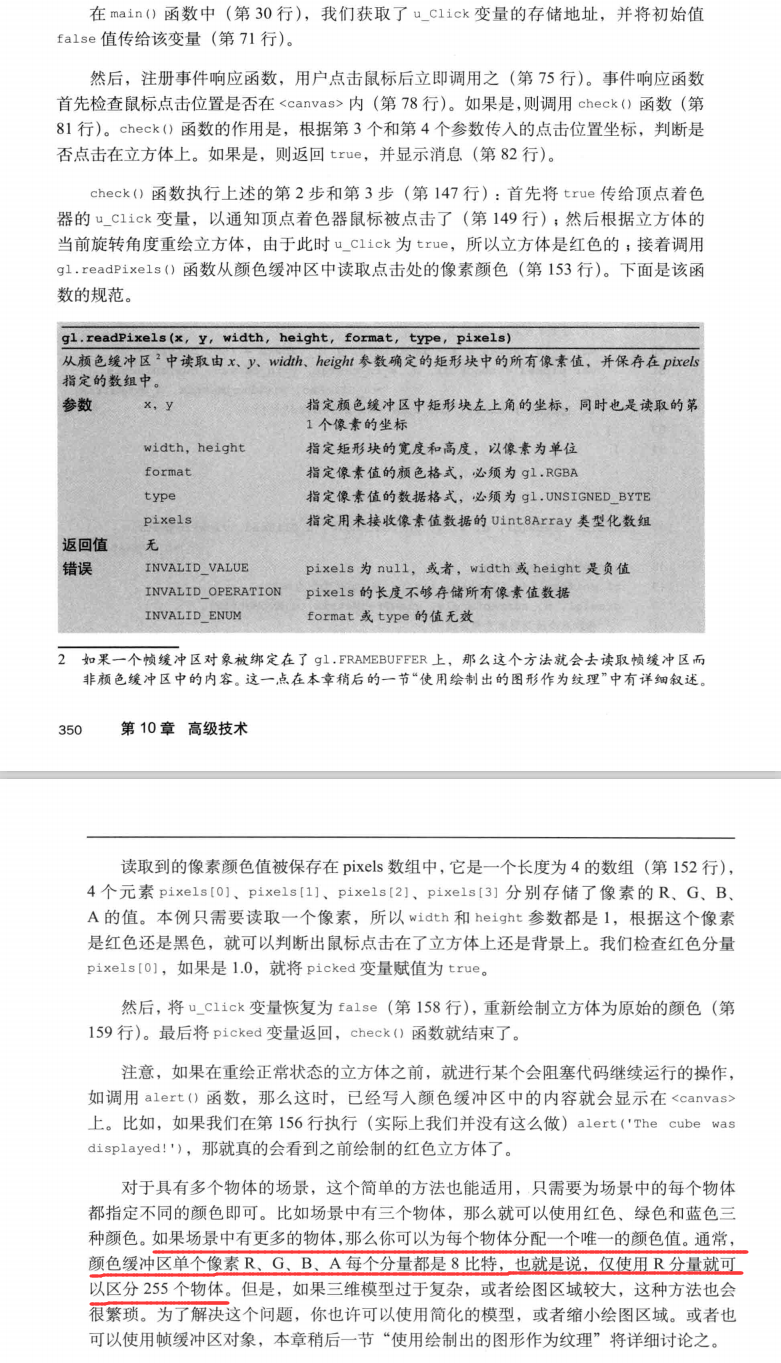 在 main() 函数中（第 30 行），我们获取了 u_Click 变量的存储地址，并将初始值
false 值传给该变量（第 71 行）。
然后，注册事件响应函数，用户点击鼠标后立即调用之（第 75 行）。事件响应函数
首先检查鼠标点击位置是否在 <canvas> 内（第 78 行）。如果是，则调用 check() 函数（第
81 行）。check() 函数的作用是，根据第 3 个和第 4 个参数传入的点击位置坐标，判断是
否点击在立方体上。如果是，则返回 true，并显示消息（第 82 行）。
check() 函数执行上述的第 2 步和第 3 步（第 147 行）：首先将 true 传给顶点着色
器的 u_Click 变量，以通知顶点着色器鼠标被点击了（第 149 行）；然后根据立方体的
当前旋转角度重绘立方体，由于此时 u_Click 为 true，所以立方体是红色的；接着调用
gl.readPixels() 函数从颜色缓冲区中读取点击处的像素颜色（第 153 行）。下面是该函
数的规范。
gl.readPixels(x, y, width, height, format, type, pixels)
从颜色缓冲区 2 中读取由 x、y、width、height 参数确定的矩形块中的所有像素值，并保存在 pixels
指定的数组中。
参数 x, y 指定颜色缓冲区中矩形块左上角的坐标，同时也是读取的第
1 个像素的坐标
width, height 指定矩形块的宽度和高度，以像素为单位
format 指定像素值的颜色格式，必须为 gl.RGBA
type 指定像素值的数据格式，必须为 gl.UNSIGNED_BYTE
pixels 指定用来接收像素值数据的 Uint8Array 类型化数组
返回值 无
错误 INVALID_VALUE pixels 为 null，或者，width 或 height 是负值
INVALID_OPERATION pixels 的长度不够存储所有像素值数据
INVALID_ENUM format 或 type 的值无效
2 如果一个帧缓冲区对象被绑定在了 gl.FRAMEBUFFER 上，那么这个方法就会去读取帧缓冲区而
非颜色缓冲区中的内容。这一点在本章稍后的一节“使用绘制出的图形作为纹理”中有详细叙述。
350 第 10 章 高级技术
读取到的像素颜色值被保存在 pixels 数组中，它是一个长度为 4 的数组（第 152 行），
4 个元素 pixels[0]、pixels[1]、pixels[2]、pixels[3] 分别存储了像素的 R、G、B、
A 的值。本例只需要读取一个像素，所以 width 和 height 参数都是 1，根据这个像素
是红色还是黑色，就可以判断出鼠标点击在了立方体上还是背景上。我们检查红色分量
pixels[0]，如果是 1.0，就将 picked 变量赋值为 true。
然后，将 u_Click 变量恢复为 false（第 158 行），重新绘制立方体为原始的颜色（第
159 行）。最后将 picked 变量返回，check() 函数就结束了。
注意，如果在重绘正常状态的立方体之前，就进行某个会阻塞代码继续运行的操作，
如调用 alert() 函数，那么这时，已经写入颜色缓冲区中的内容就会显示在 <canvas>
上。比如，如果我们在第 156 行执行（实际上我们并没有这么做）alert('The cube was
displayed!')，那就真的会看到之前绘制的红色立方体了。
对于具有多个物体的场景，这个简单的方法也能适用，只需要为场景中的每个物体
都指定不同的颜色即可。比如场景中有三个物体，那么就可以使用红色、绿色和蓝色三
种颜色。如果场景中有更多的物体，那么你可以为每个物体分配一个唯一的颜色值。通常，
颜色缓冲区单个像素 R、G、B、A 每个分量都是 8 比特，也就是说，仅使用 R 分量就可
以区分 255 个物体。但是，如果三维模型过于复杂，或者绘图区域较大，这种方法也会
很繁琐。为了解决这个问题，你也许可以使用简化的模型，或者缩小绘图区域。或者也
可以使用帧缓冲区对象，本章稍后一节“使用绘制出的图形作为纹理”将详细讨论之。